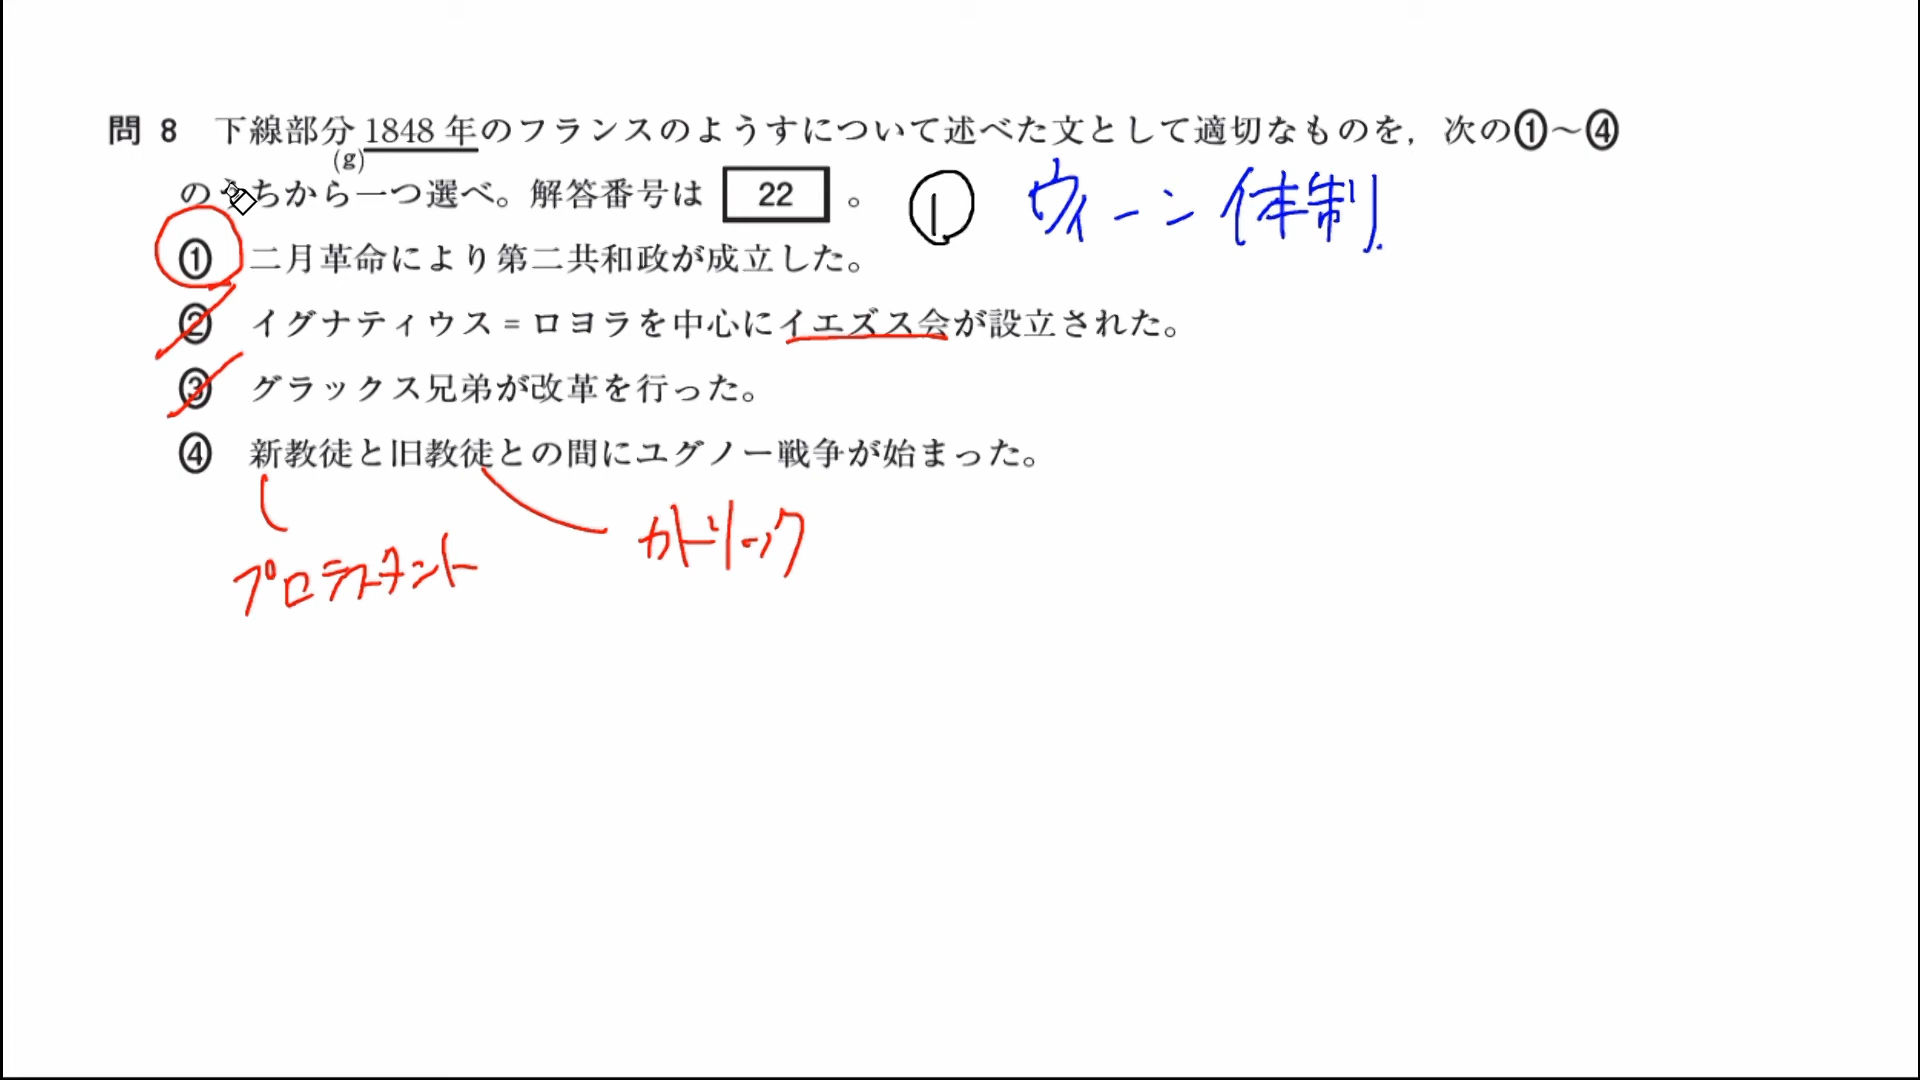 問 8 下線部分1848 年のフランスのようすについて述べた文として適切なものを，次の①～④
(g)
のうちから一つ選べ。解答番号は 22 。
① ウィーン体制
① 二月革命により第二共和政が成立した。
② イグナティウス＝ロヨラを中心にイエズス会が設立された。
③ グラックス兄弟が改革を行った。
④ 新教徒と旧教徒との間にユグノー戦争が始まった。
カトリック
プロテスタント